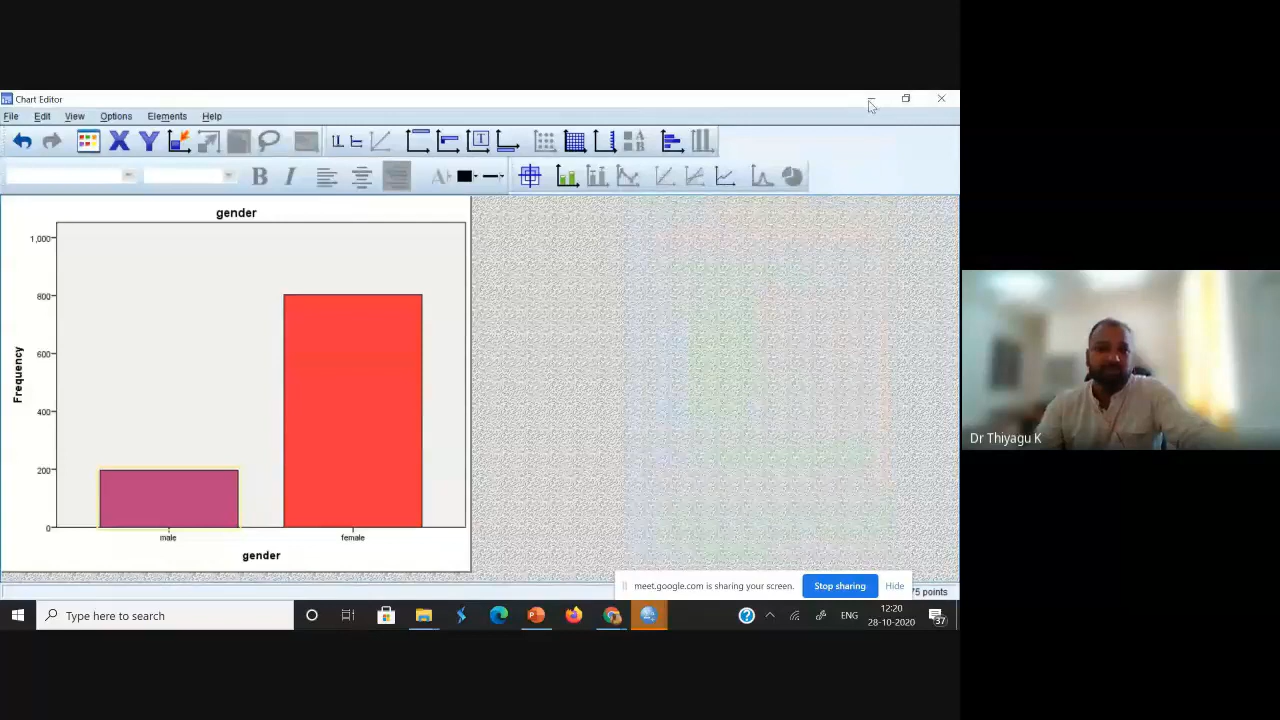 Chart Editor
File Edit View Options Elements Help
X Y
B I A
gender
1,000
800
600
400
200
0
Frequency
male female
gender
Dr Thiyagu K
meet.google.com is sharing your screen. Stop sharing Hide
75 points
Type here to search
ENG
12:20
28-10-2020
37